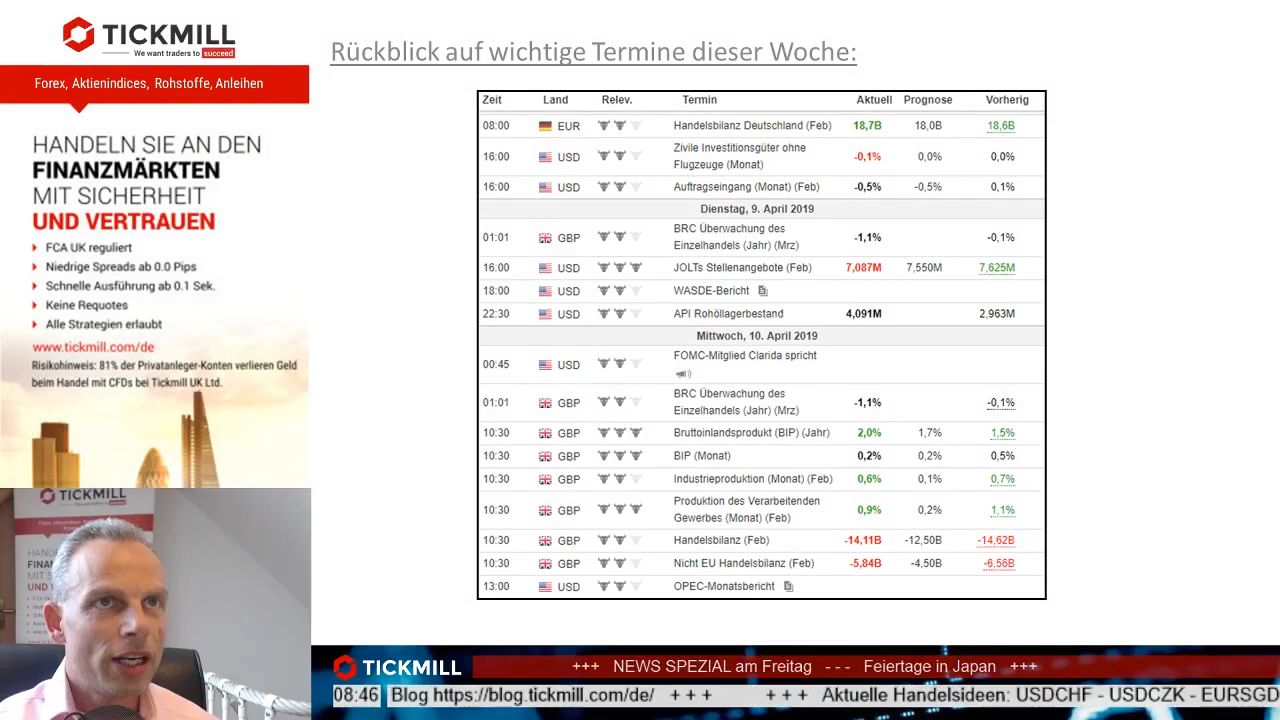 TICKMILL
We want traders to succeed
Forex, Aktienindices, Rohstoffe, Anleihen
HANDELN SIE AN DEN
FINANZMÄRKTEN
MIT SICHERHEIT
UND VERTRAUEN
FCA UK reguliert
Niedrige Spreads ab 0.0 Pips
Schnelle Ausführung ab 0.1 Sek.
Keine Requotes
Alle Strategien erlaubt
www.tickmill.com/de
Risikohinweis: 81% der Privatanleger-Konten verlieren Geld
beim Handel mit CFDs bei Tickmill UK Ltd.
Rückblick auf wichtige Termine dieser Woche:
Zeit Land Relev. Termin Aktuell Prognose Vorherig
08:00 EUR Handelsbilanz Deutschland (Feb) 18,7B 18,0B 18,6B
16:00 USD Zivile Investitionsgüter ohne
Flugzeuge (Monat) -0,1% 0,0% 0,0%
16:00 USD Auftragseingang (Monat) (Feb) -0,5% -0,5% 0,1%
Dienstag, 9. April 2019
01:01 GBP BRC Überwachung des
Einzelhandels (Jahr) (Mrz) -1,1% -0,1%
16:00 USD JOLTs Stellenangebote (Feb) 7,087M 7,550M 7,625M
18:00 USD WASDE-Bericht
22:30 USD API Rohöllagerbestand 4,091M 2,963M
Mittwoch, 10. April 2019
00:45 USD FOMC-Mitglied Clarida spricht
01:01 GBP BRC Überwachung des
Einzelhandels (Jahr) (Mrz) -1,1% -0,1%
10:30 GBP Bruttoinlandsprodukt (BIP) (Jahr) 2,0% 1,7% 1,5%
10:30 GBP BIP (Monat) 0,2% 0,2% 0,5%
10:30 GBP Industrieproduktion (Monat) (Feb) 0,6% 0,1% 0,7%
10:30 GBP Produktion des Verarbeitenden
Gewerbes (Monat) (Feb) 0,9% 0,2% 1,1%
10:30 GBP Handelsbilanz (Feb) -14,11B -12,50B -14,62B
10:30 GBP Nicht EU Handelsbilanz (Feb) -5,84B -4,50B -6,56B
13:00 USD OPEC-Monatsbericht
TICKMILL
TICKMILL +++ NEWS SPEZIAL am Freitag - - - Feiertage in Japan +++
08:46 Blog https://blog.tickmill.com/de/ + + + + + + Aktuelle Handelsideen: USDCHF - USDCZK - EURSGD